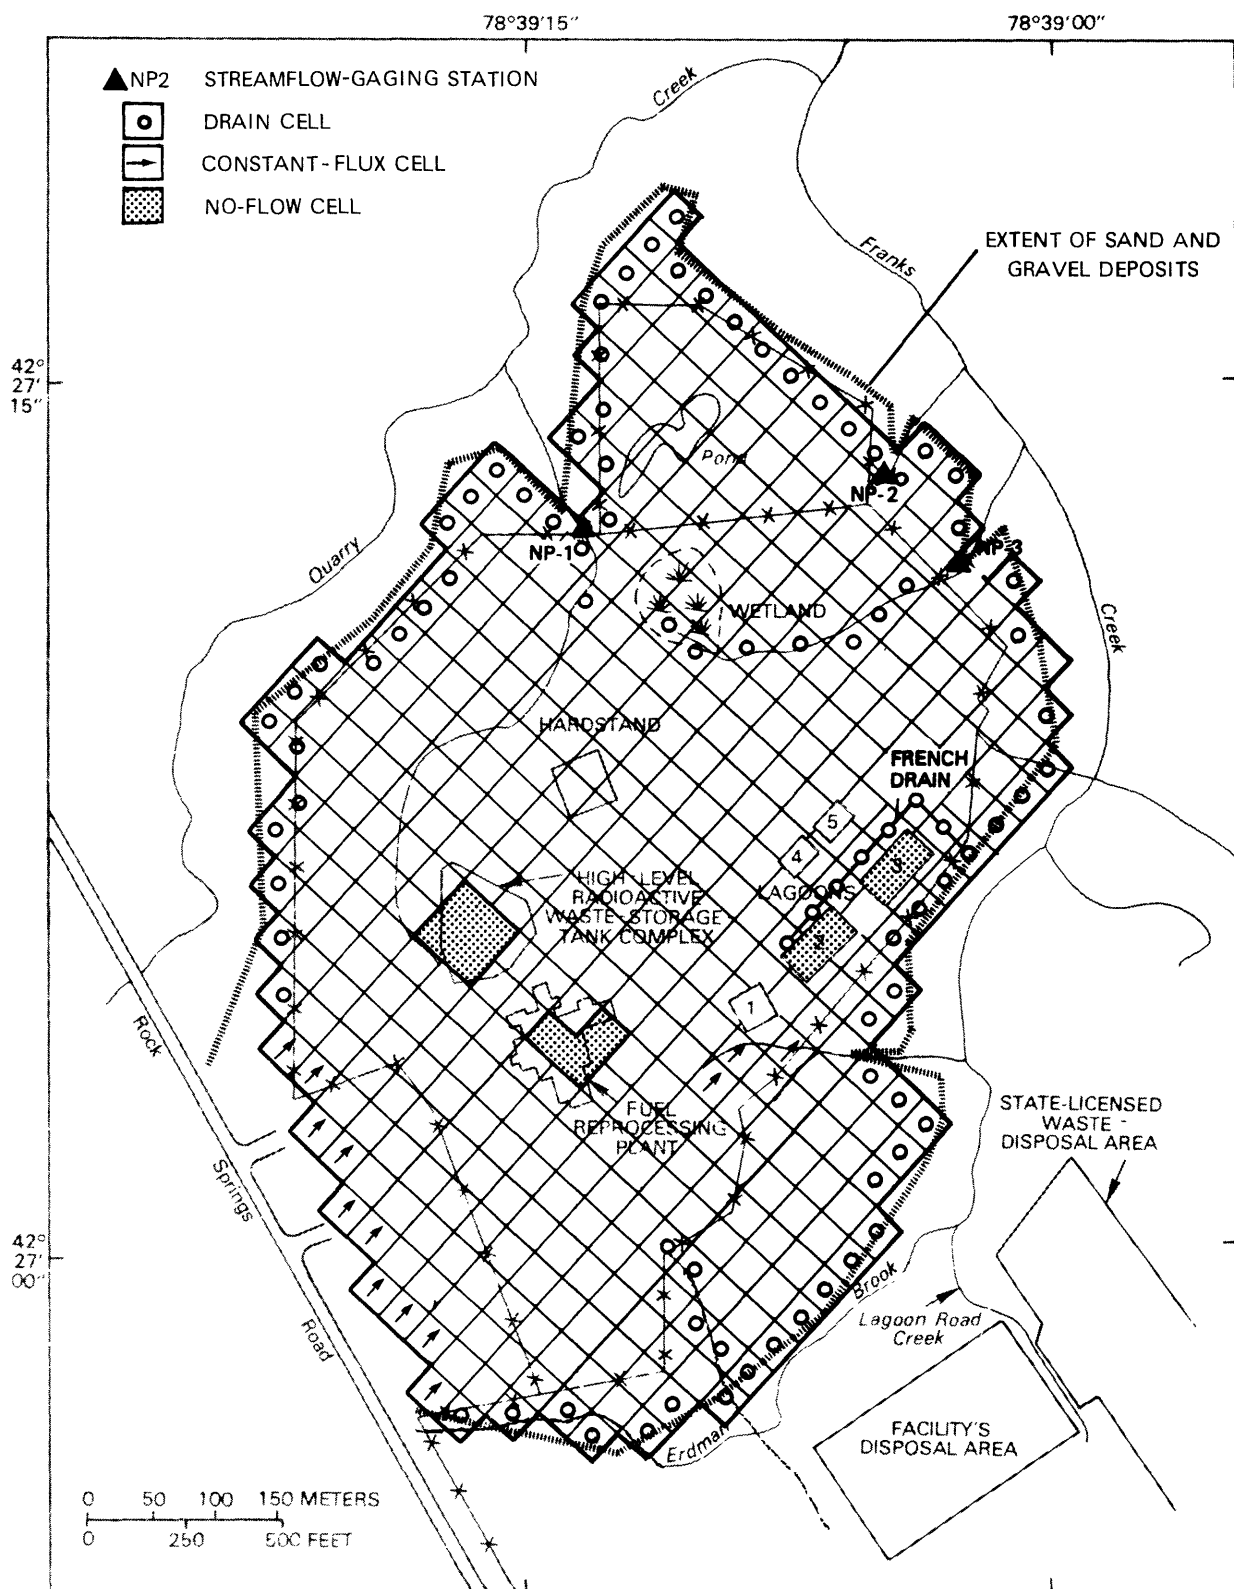 78°39'15"
78°39'00"
NP2 STREAMFLOW-GAGING STATION
DRAIN CELL
CONSTANT-FLUX CELL
NO-FLOW CELL
Creek
Franks
EXTENT OF SAND AND
GRAVEL DEPOSITS
42°
27'
15"
Pond
NP-2
NP-1
NP-3
Quarry
WETLAND
Creek
HARDSTAND
FRENCH
DRAIN
5
4
3
HIGH-LEVEL
RADIOACTIVE
WASTE-STORAGE
TANK COMPLEX
LAGOONS
2
1
Rock
Springs
Road
FUEL
REPROCESSING
PLANT
STATE-LICENSED
WASTE-
DISPOSAL AREA
42°
27'
00"
Brook
Lagoon Road
Creek
Erdman
FACILITY'S
DISPOSAL AREA
0 50 100 150 METERS
0 250 500 FEET